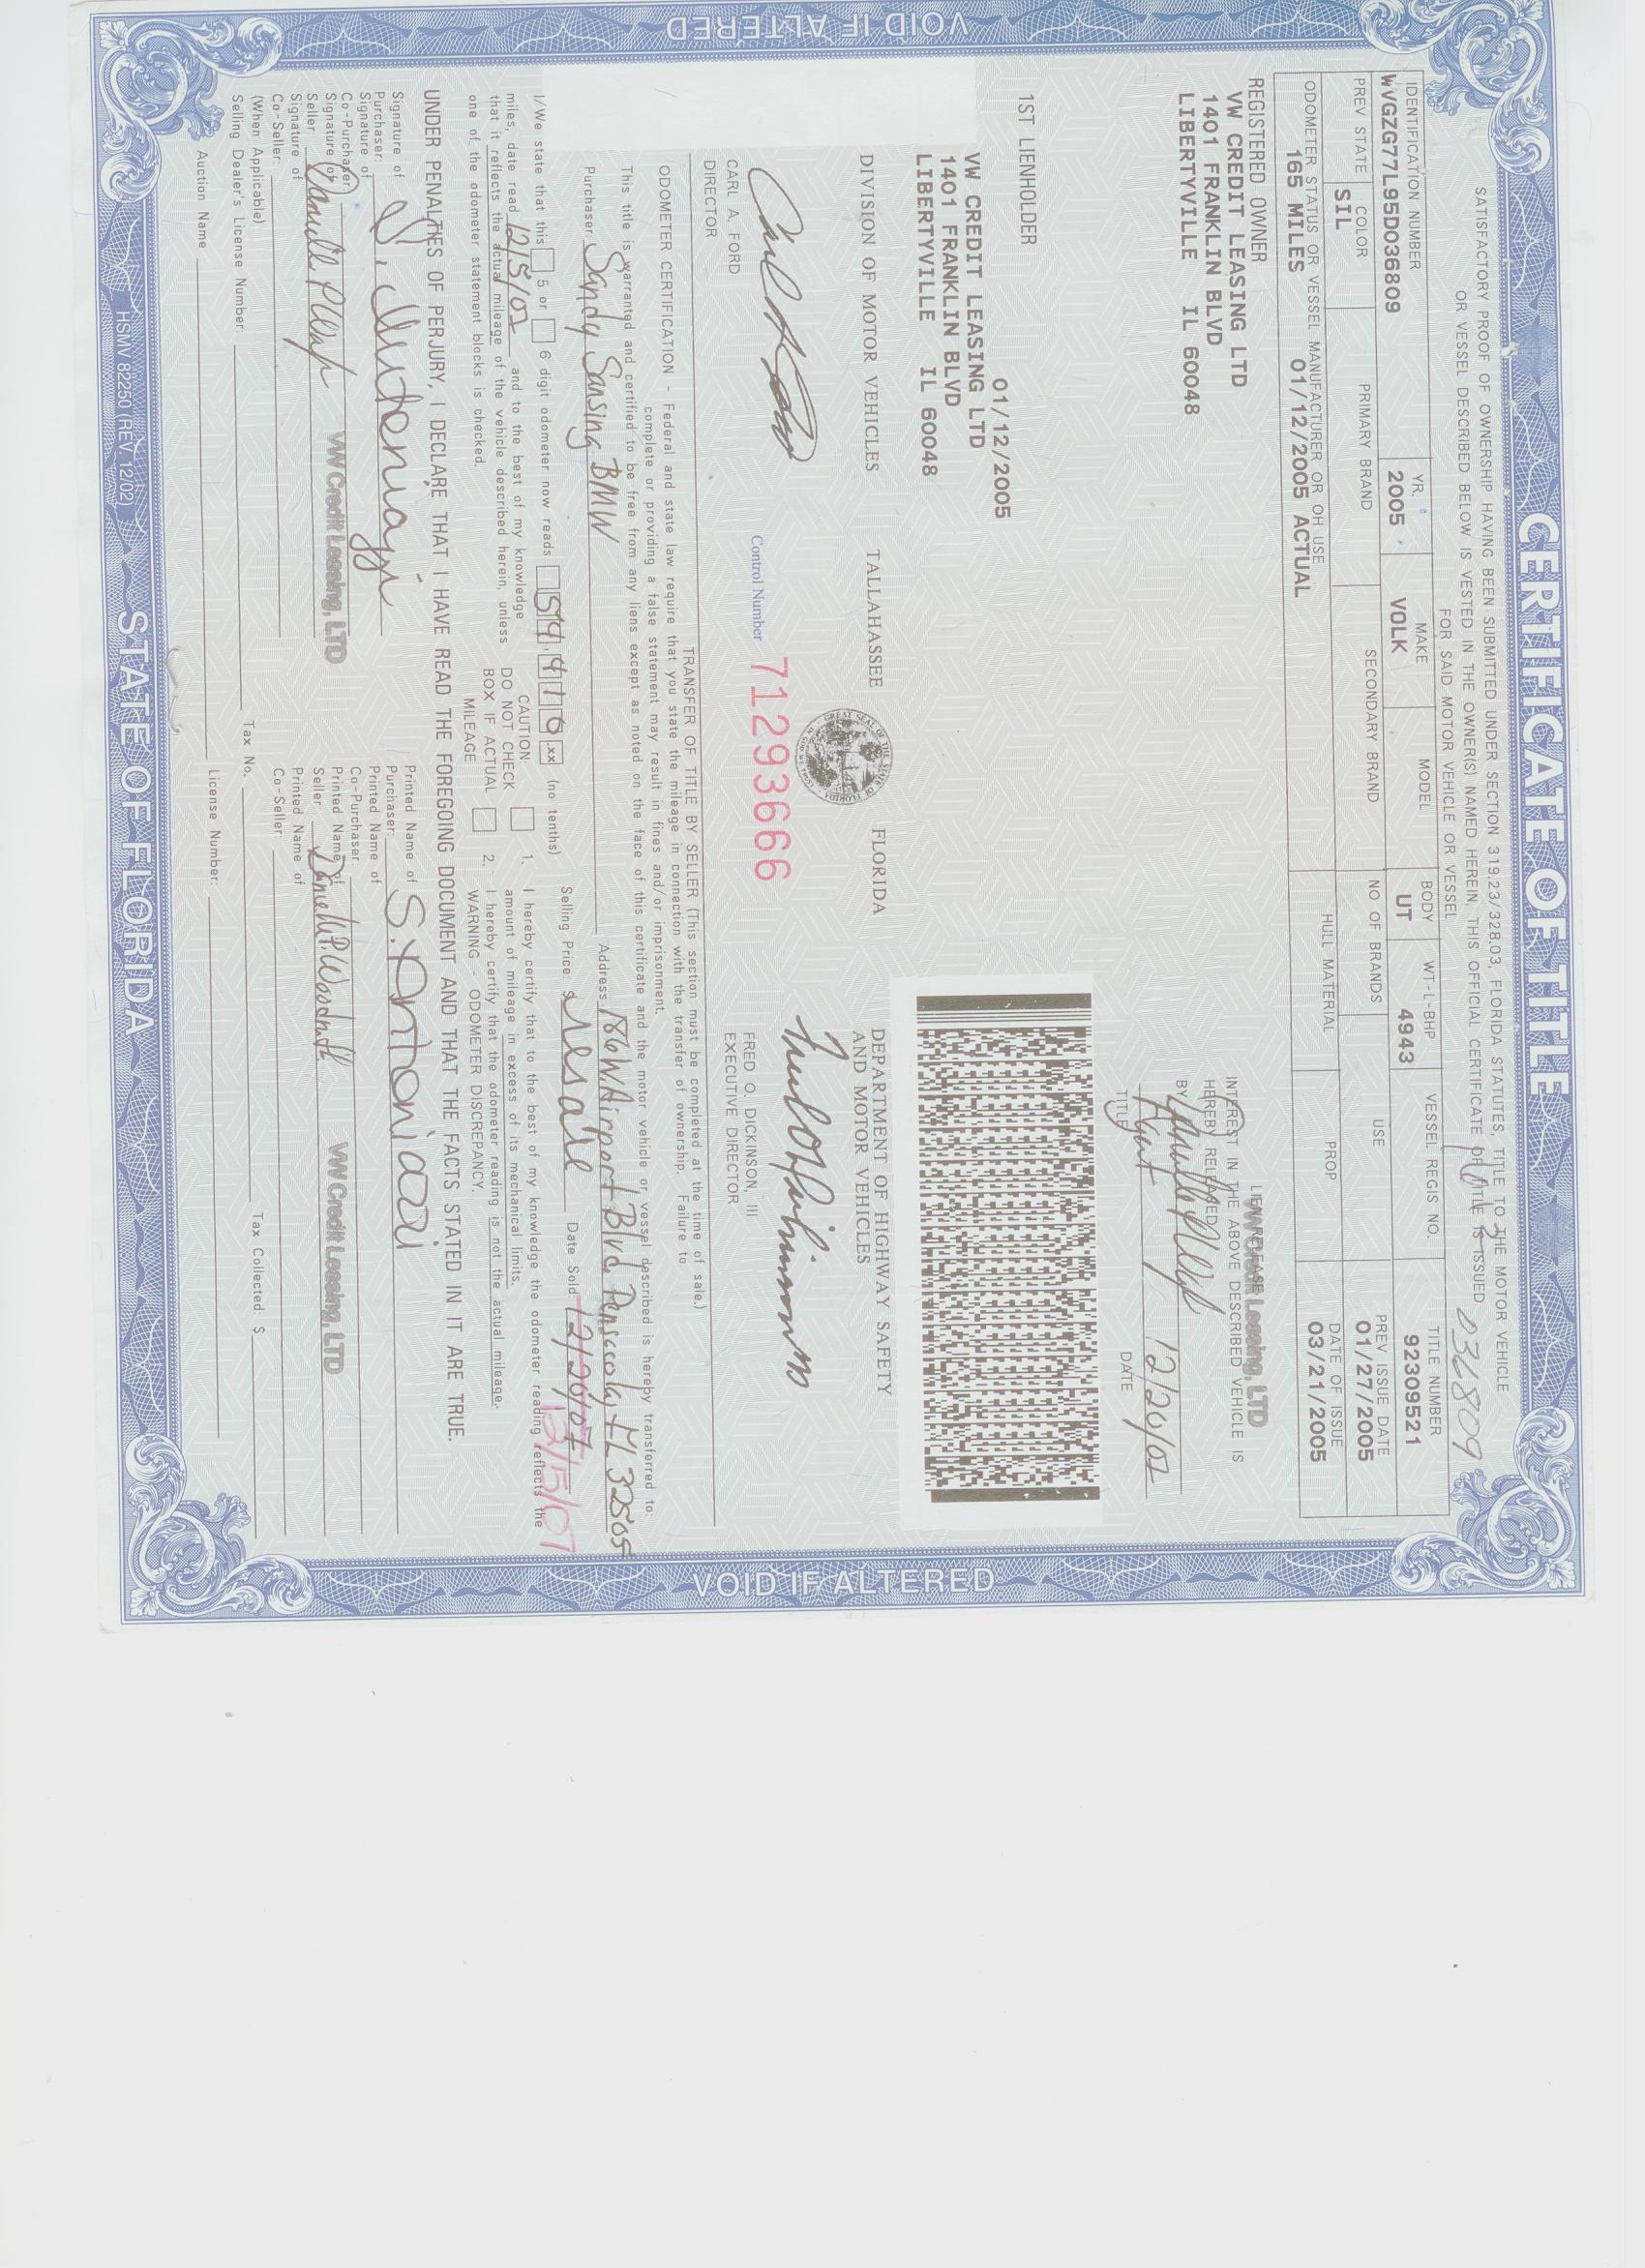 CERTIFICATE OF TITLE
SATISFACTORY PROOF OF OWNERSHIP HAVING BEEN SUBMITTED UNDER SECTION 319.23/328.03, FLORIDA STATUTES, TITLE TO THE MOTOR VEHICLE
OR VESSEL DESCRIBED BELOW IS VESTED IN THE OWNER(S) NAMED HEREIN. THIS OFFICIAL CERTIFICATE OF TITLE IS ISSUED
FOR SAID MOTOR VEHICLE OR VESSEL
036809
IDENTIFICATION NUMBER YR. MAKE MODEL BODY WT-L-BHP VESSEL REGIS NO. TITLE NUMBER
WVGZG77L95D036809 2005 VOLK UT 4943 92309521
PREV STATE COLOR PRIMARY BRAND SECONDARY BRAND NO OF BRANDS USE PREV ISSUE DATE
SIL 01/27/2005
ODOMETER STATUS OR VESSEL MANUFACTURER OR OH USE HULL MATERIAL PROP DATE OF ISSUE
165 MILES 01/12/2005 ACTUAL 03/21/2005
REGISTERED OWNER
VW CREDIT LEASING LTD
1401 FRANKLIN BLVD
LIBERTYVILLE IL 60048
LIEN RELEASE
VW Credit Leasing, LTD
INTEREST IN THE ABOVE DESCRIBED VEHICLE IS
HEREBY RELEASED
BY
TITLE Agent DATE 12/20/07
1ST LIENHOLDER
01/12/2005
VW CREDIT LEASING LTD
1401 FRANKLIN BLVD
LIBERTYVILLE IL 60048
DIVISION OF MOTOR VEHICLES TALLAHASSEE FLORIDA DEPARTMENT OF HIGHWAY SAFETY
AND MOTOR VEHICLES
GREAT SEAL OF THE STATE OF FLORIDA
IN GOD WE TRUST
Control Number 71293666
CARL A. FORD
DIRECTOR
FRED O. DICKINSON, III
EXECUTIVE DIRECTOR
TRANSFER OF TITLE BY SELLER (This section must be completed at the time of sale.)
ODOMETER CERTIFICATION - Federal and state law require that you state the mileage in connection with the transfer of ownership. Failure to
complete or providing a false statement may result in fines and/or imprisonment.
This title is warranted and certified to be free from any liens except as noted on the face of this certificate and the motor vehicle or vessel described is hereby transferred to:
Purchaser: Sandy Sansing BMW Address: 186 W. Airport Blvd Pensacola, FL 32505
Selling Price: $ resale Date Sold 12/26/07 12/5/07
I/We state that this 5 or 6 digit odometer now reads 54,410 .xx (no tenths)
miles, date read 12/5/07 and to the best of my knowledge
that it reflects the actual mileage of the vehicle described herein, unless
one of the odometer statement blocks is checked.
CAUTION:
DO NOT CHECK
BOX IF ACTUAL
MILEAGE
1. I hereby certify that to the best of my knowledge the odometer reading reflects the
amount of mileage in excess of its mechanical limits.
2. I hereby certify that the odometer reading is not the actual mileage.
WARNING - ODOMETER DISCREPANCY.
UNDER PENALTIES OF PERJURY, I DECLARE THAT I HAVE READ THE FOREGOING DOCUMENT AND THAT THE FACTS STATED IN IT ARE TRUE.
Signature of
Purchaser:
Printed Name of
Purchaser: S. Antoniazzi
Signature of
Co-Purchaser:
Printed Name of
Co-Purchaser:
Signature of
Seller: VW Credit Leasing, LTD
Printed Name of
Seller: VW Credit Leasing, LTD
Signature of
Co-Seller:
Printed Name of
Co-Seller:
(When Applicable)
Selling Dealer's License Number: Tax No. Tax Collected: $
Auction Name License Number:
HSMV 82250 (REV. 12/02)
STATE OF FLORIDA
VOID IF ALTERED
VOID IF ALTERED